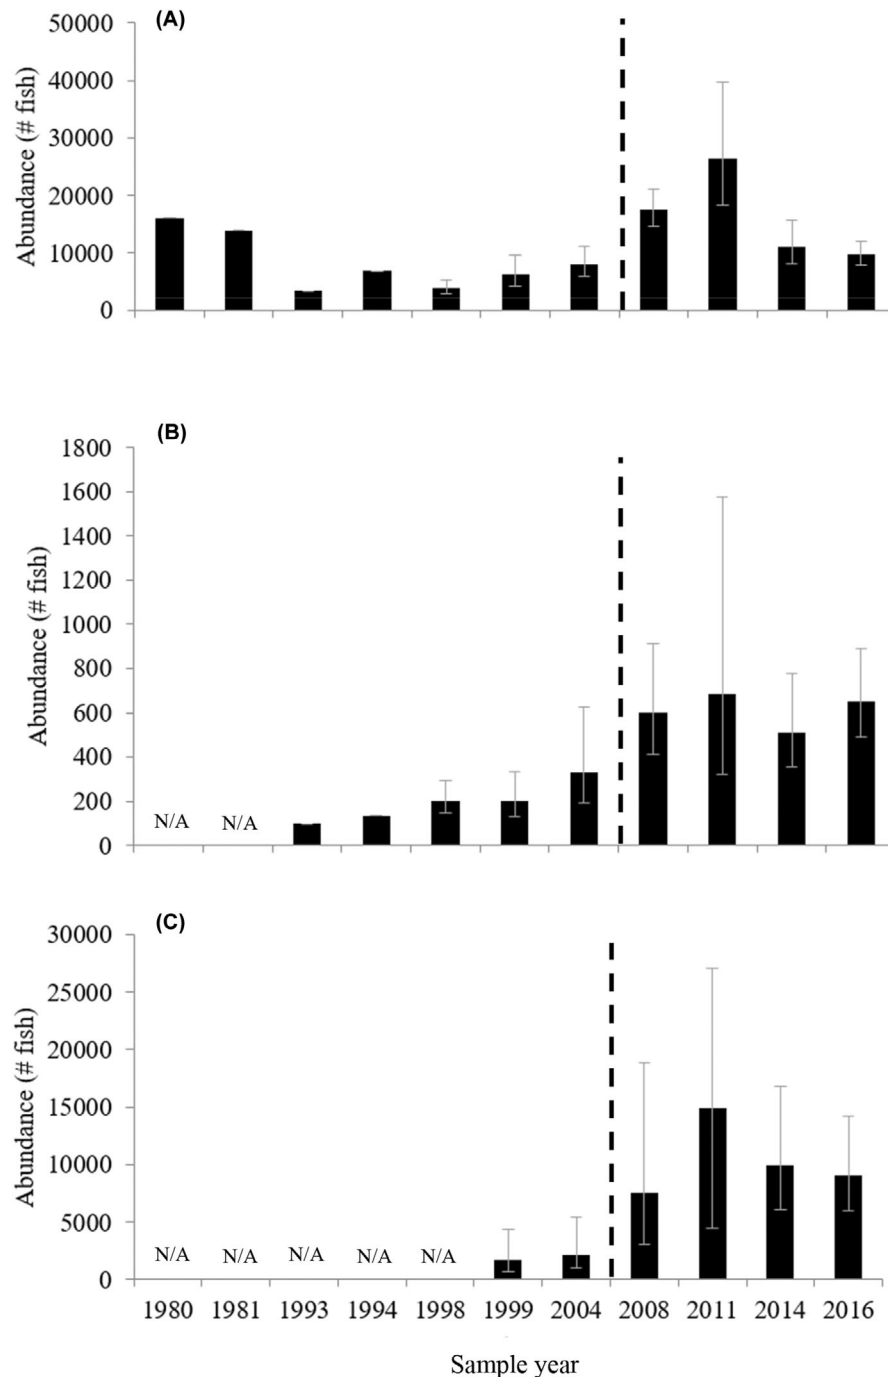 (A)
50000
40000
30000
20000
10000
0
Abundance (# fish)
(B)
1800
1600
1400
1200
1000
800
600
400
200
0
Abundance (# fish)
N/A N/A
(C)
30000
25000
20000
15000
10000
5000
0
Abundance (# fish)
N/A N/A N/A N/A N/A
1980 1981 1993 1994 1998 1999 2004 2008 2011 2014 2016
Sample year